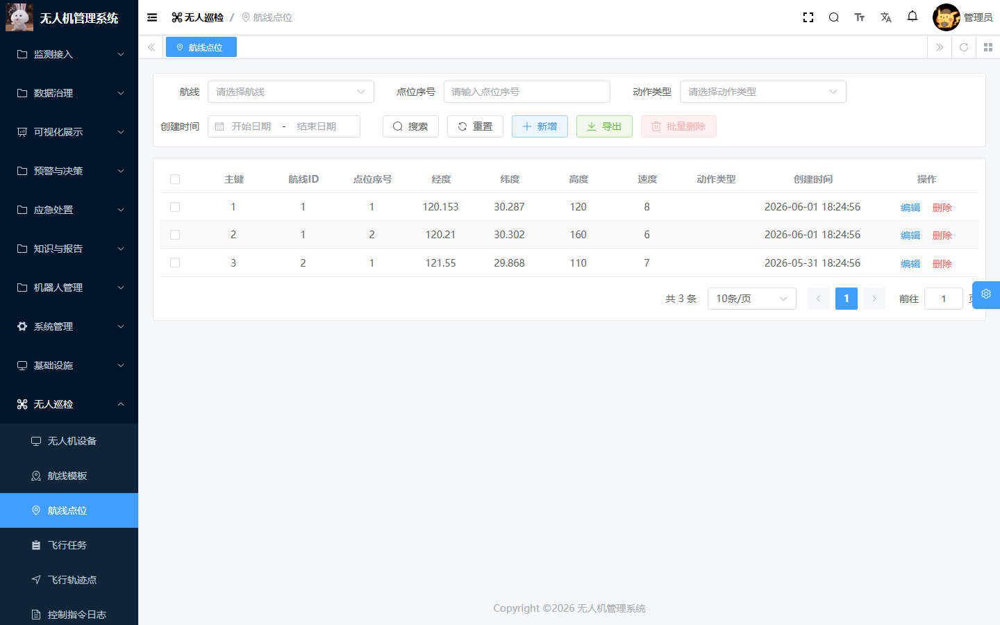 无人机管理系统
监测接入
数据治理
可视化展示
预警与决策
应急处置
知识与报告
机器人管理
系统管理
基础设施
无人巡检
无人机设备
航线模板
航线点位
飞行任务
飞行轨迹点
控制指令日志
无人巡检 / 航线点位
管理员
航线点位
航线 请选择航线 点位序号 请输入点位序号 动作类型 请选择动作类型
创建时间 开始日期 - 结束日期 搜索 重置 新增 导出 批量删除
主键 航线ID 点位序号 经度 纬度 高度 速度 动作类型 创建时间 操作
1 1 1 120.153 30.287 120 8 2026-06-01 18:24:56 编辑 删除
2 1 2 120.21 30.302 160 6 2026-06-01 18:24:56 编辑 删除
3 2 1 121.55 29.868 110 7 2026-05-31 18:24:56 编辑 删除
共 3 条 10条/页 1 前往 1
Copyright ©2026 无人机管理系统